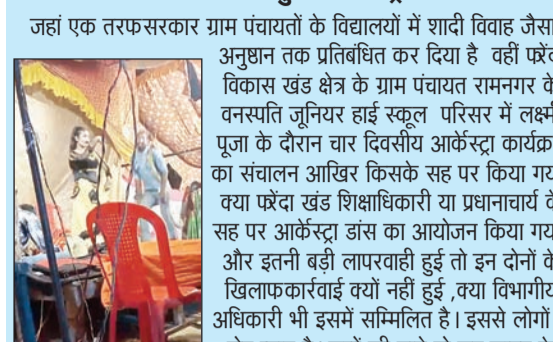 जहां एक तरफसरकार ग्राम पंचायतों के विद्यालयों में शादी विवाह जैसा
अनुष्ठान तक प्रतिबंधित कर दिया है वहीं फरेंदा
विकास खंड क्षेत्र के ग्राम पंचायत रामनगर के
वनस्पति जूनियर हाई स्कूल परिसर में लक्ष्मी
पूजा के दौरान चार दिवसीय आर्केस्ट्रा कार्यक्रम
का संचालन आखिर किसके सह पर किया गया
क्या फरेंदा खंड शिक्षाधिकारी या प्रधानाचार्य के
सह पर आर्केस्ट्रा डांस का आयोजन किया गया
और इतनी बड़ी लापरवाही हुई तो इन दोनों के
खिलाफकार्रवाई क्यों नहीं हुई ,क्या विभागीय
अधिकारी भी इसमें सम्मिलित है। इससे लोगों